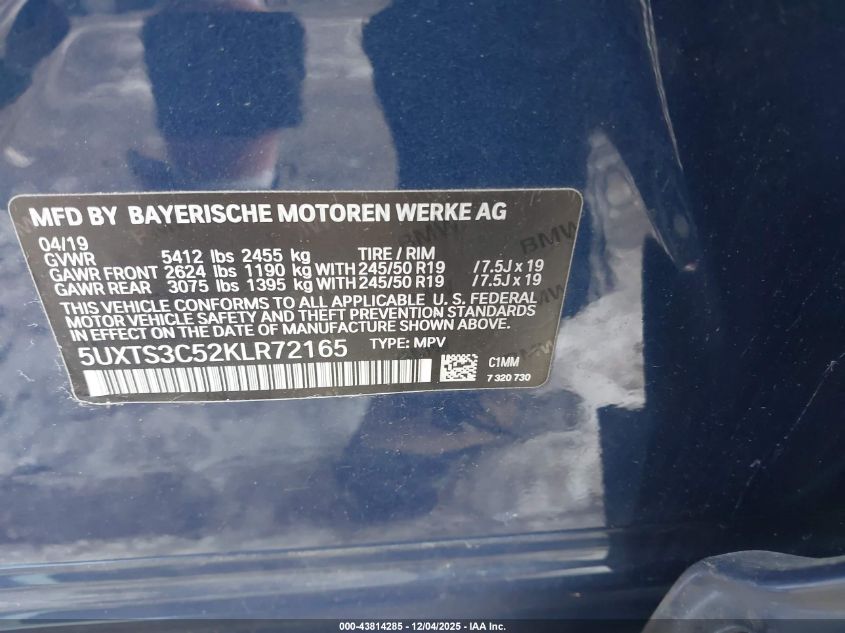 MFD BY BAYERISCHE MOTOREN WERKE AG
04/19
GVWR 5412 lbs 2455 kg TIRE / RIM
GAWR FRONT 2624 lbs 1190 kg WITH 245/50 R19 / 7.5J x 19
GAWR REAR 3075 lbs 1395 kg WITH 245/50 R19 / 7.5J x 19
THIS VEHICLE CONFORMS TO ALL APPLICABLE U. S. FEDERAL
MOTOR VEHICLE SAFETY AND THEFT PREVENTION STANDARDS
IN EFFECT ON THE DATE OF MANUFACTURE SHOWN ABOVE.
5UXTS3C52KLR72165 TYPE: MPV
C1MM
7 320 730
BMW
000-43814285 - 12/04/2025 - IAA Inc.